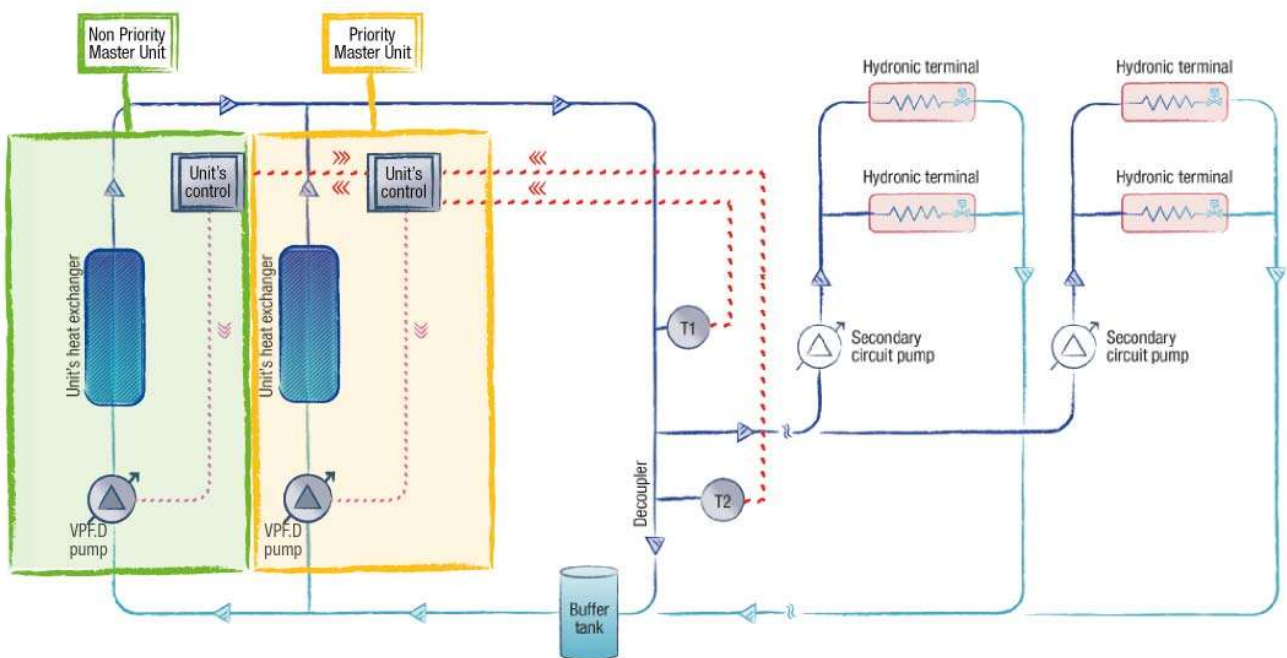 Non Priority
Master Unit
Priority
Master Unit
Hydronic terminal
Hydronic terminal
Unit's
control
Unit's
control
Hydronic terminal
Hydronic terminal
Unit's heat exchanger
Unit's heat exchanger
T1
Secondary
circuit pump
Secondary
circuit pump
Decoupler
T2
VPF.D
pump
VPF.D
pump
Buffer
tank